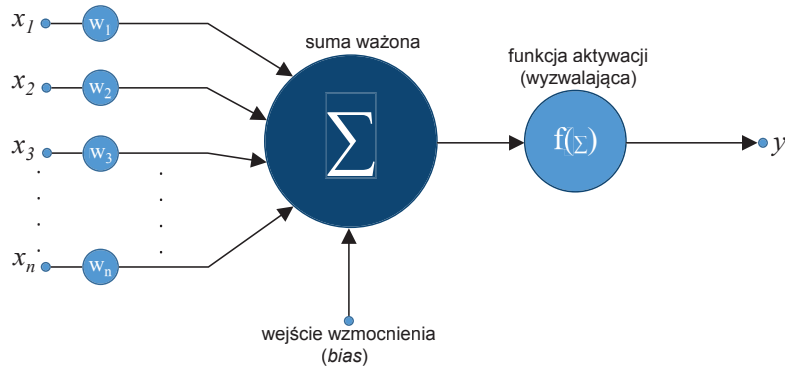 x1 w1
suma ważona
funkcja aktywacji
(wyzwalająca)
x2 w2
x3 w3
Σ
f(Σ)
y
xn wn
wejście wzmocnienia
(bias)